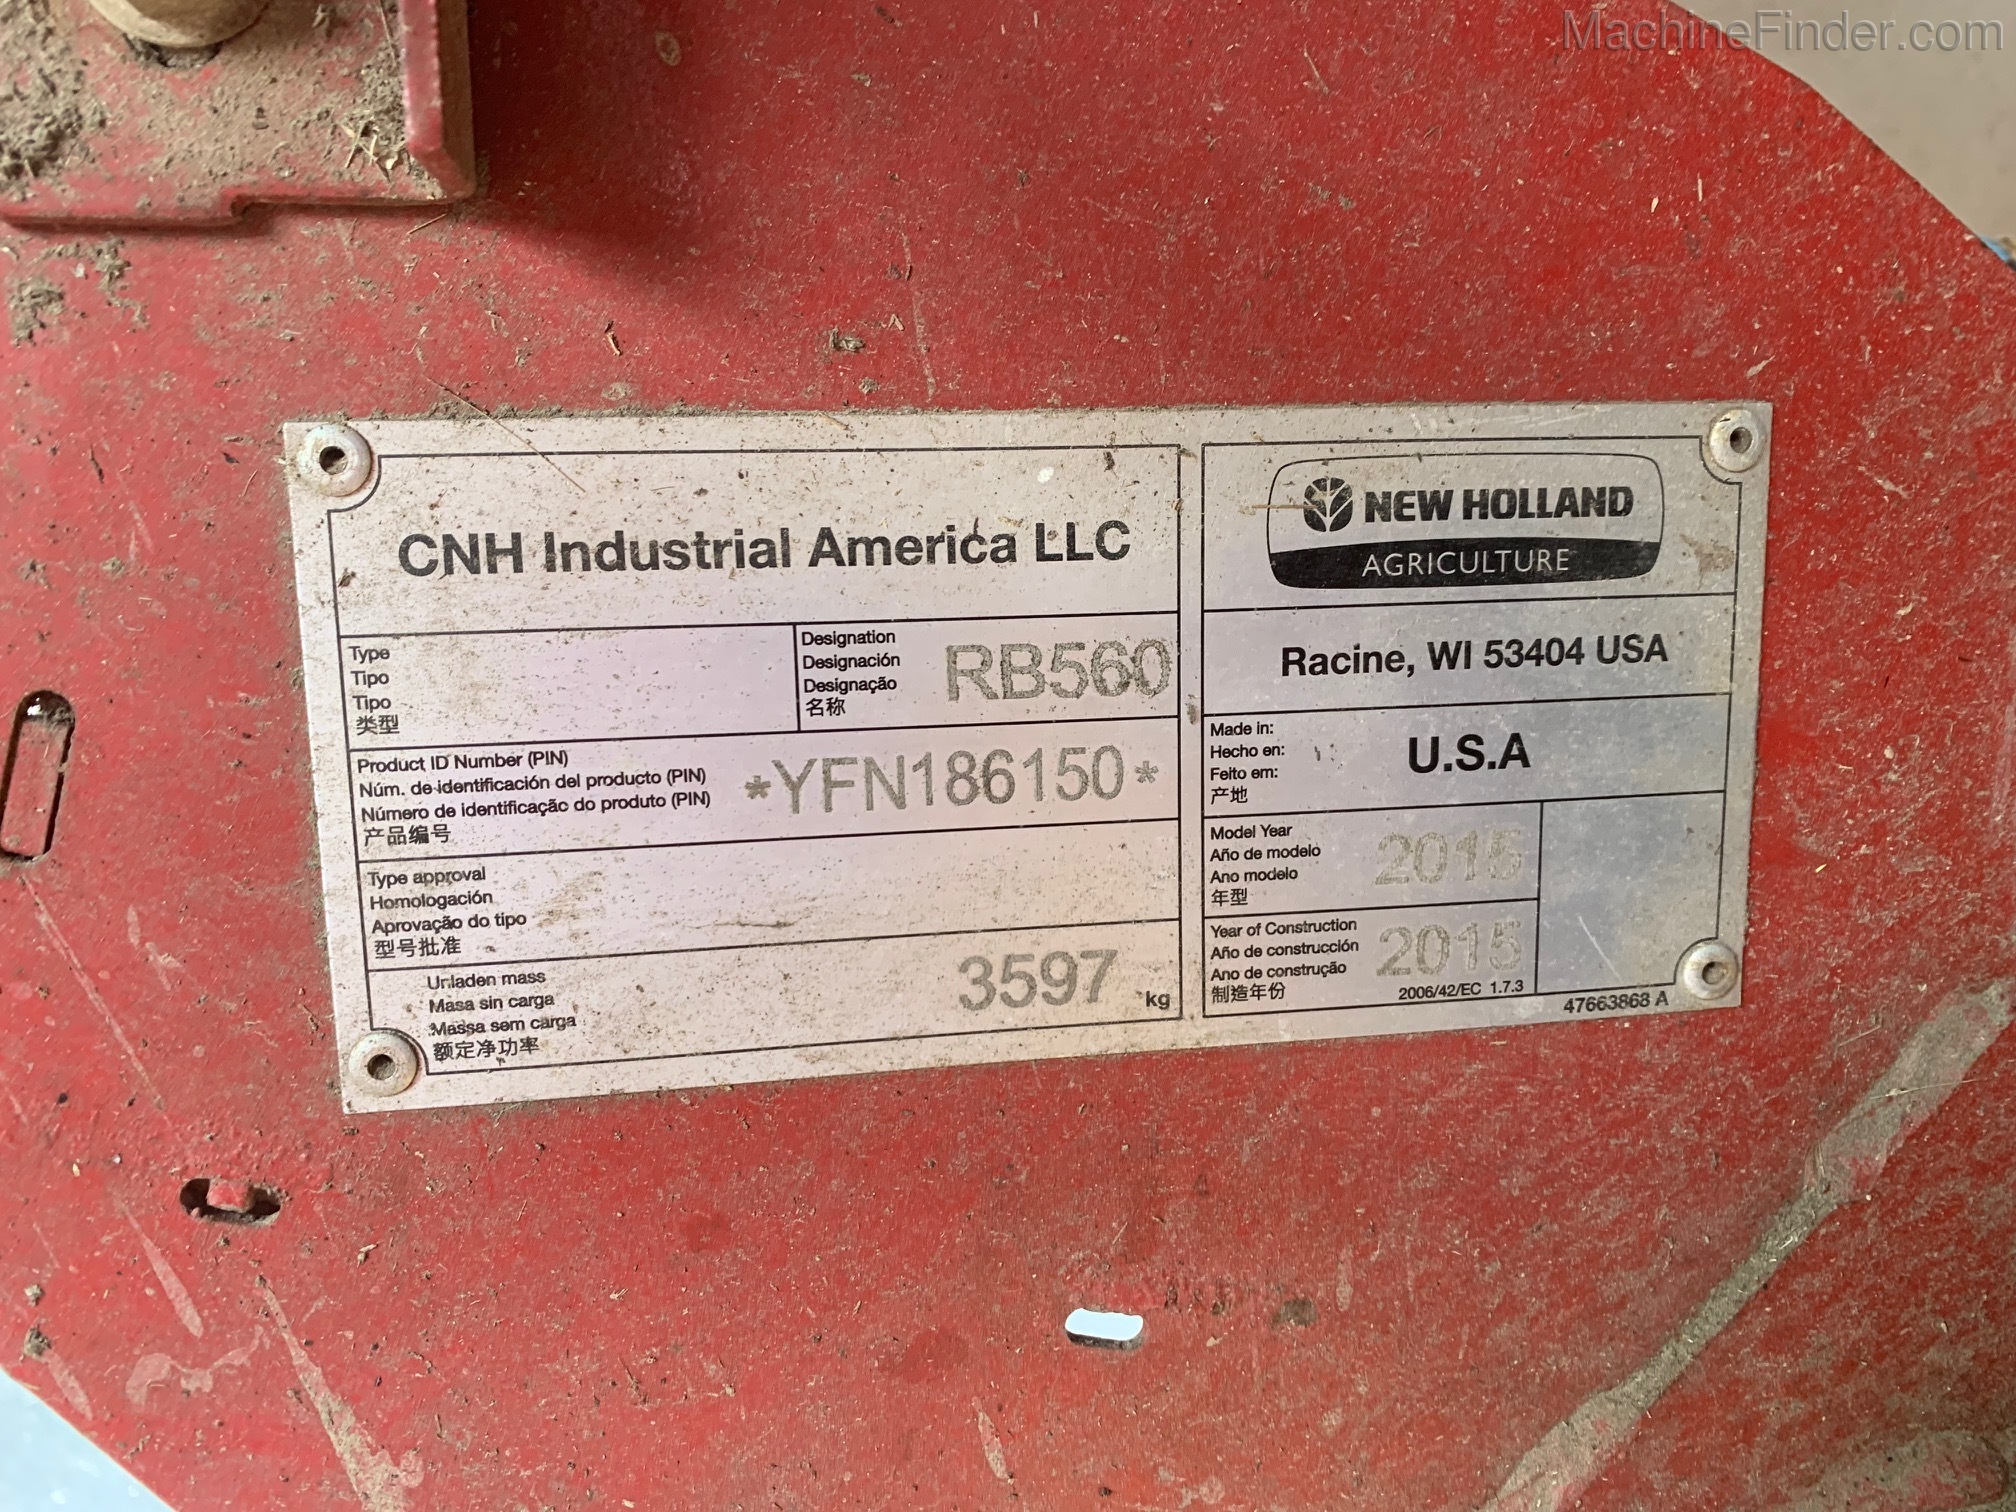 MachineFinder.com
CNH Industrial America LLC
Type
Tipo
Tipo
类型
Designation
Designación
Designação
名称
RB560
Product ID Number (PIN)
Núm. de identificación del producto (PIN)
Número de identificação do produto (PIN)
产品编号
*YFN186150*
Type approval
Homologación
Aprovação do tipo
型号批准
Unladen mass
Masa sin carga
Massa sem carga
额定净功率
3597 kg
NEW HOLLAND
AGRICULTURE
Racine, WI 53404 USA
Made in:
Hecho en:
Feito em:
产地
U.S.A
Model Year
Año de modelo
Ano modelo
年型
2015
Year of Construction
Año de construcción
Ano de construção
制造年份
2015
2006/42/EC 1.7.3
47663868 A